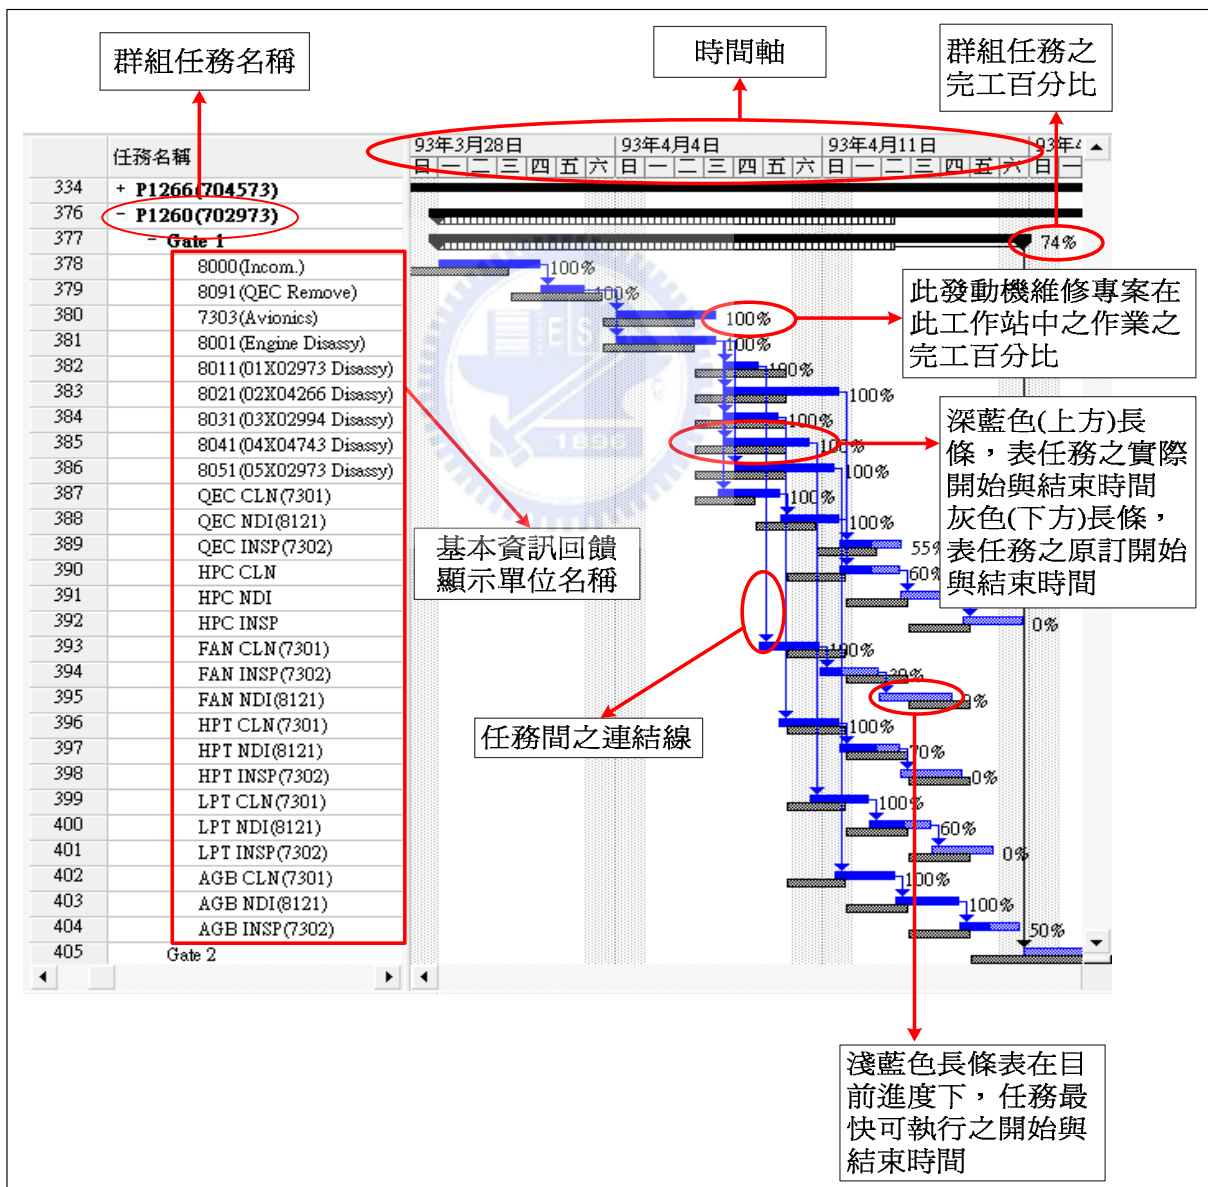 群組任務名稱
時間軸
群組任務之
完工百分比
任務名稱
93年3月28日
93年4月4日
93年4月11日
日 一 二 三 四 五 六 日 一 二 三 四 五 六 日 一 二 三 四 五 六 日 一
334 + P1266(704573)
376 - P1260(702973)
377 - Gate 1 74%
378 8000(Incom.) 100%
379 8091(QEC Remove) 100%
380 7303(Avionics) 100%
381 8001(Engine Disassy) 100%
382 8011(01X02973 Disassy) 100%
383 8021(02X04266 Disassy) 100%
384 8031(03X02994 Disassy) 100%
385 8041(04X04743 Disassy) 100%
386 8051(05X02973 Disassy) 100%
387 QEC CLN(7301) 100%
388 QEC NDI(8121) 100%
389 QEC INSP(7302) 55%
390 HPC CLN 60%
391 HPC NDI
392 HPC INSP 0%
393 FAN CLN(7301) 100%
394 FAN INSP(7302)
395 FAN NDI(8121) 0%
396 HPT CLN(7301) 100%
397 HPT NDI(8121) 70%
398 HPT INSP(7302) 0%
399 LPT CLN(7301) 100%
400 LPT NDI(8121) 60%
401 LPT INSP(7302) 0%
402 AGB CLN(7301) 100%
403 AGB NDI(8121) 100%
404 AGB INSP(7302) 50%
405 Gate 2
此發動機維修專案在
此工作站中之作業之
完工百分比
深藍色(上方)長
條，表任務之實際
開始與結束時間
灰色(下方)長條，
表任務之原訂開始
與結束時間
基本資訊回饋
顯示單位名稱
任務間之連結線
淺藍色長條表在目
前進度下，任務最
快可執行之開始與
結束時間
ES
1896